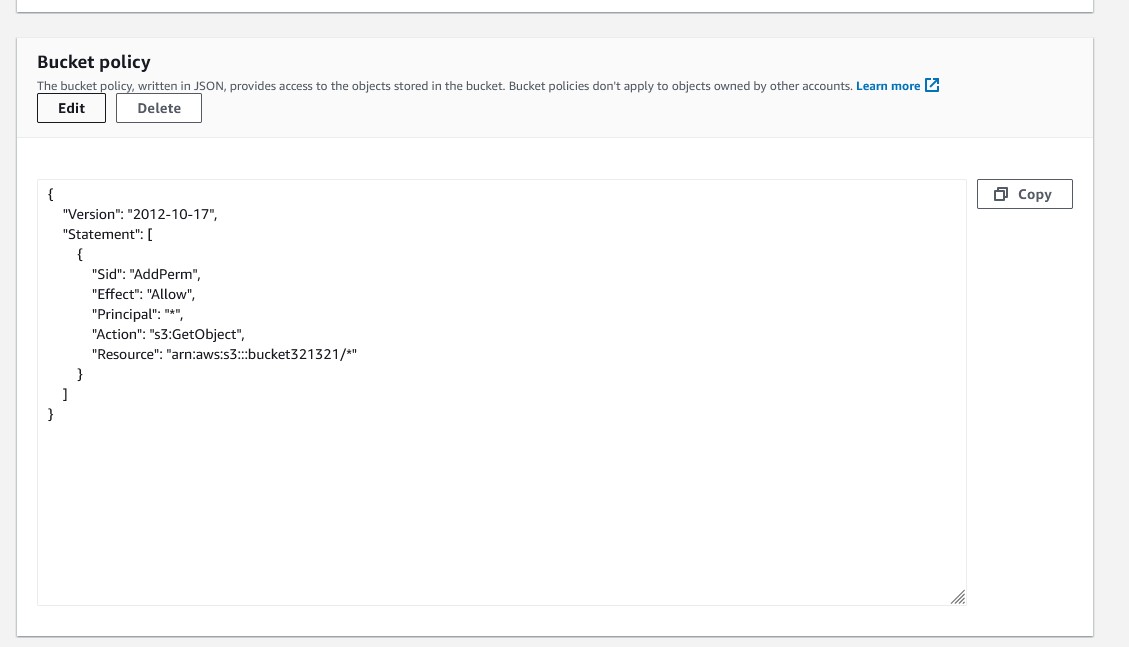 Bucket policy
The bucket policy, written in JSON, provides access to the objects stored in the bucket. Bucket policies don't apply to objects owned by other accounts. Learn more
Edit Delete
{
    "Version": "2012-10-17",
    "Statement": [
        {
            "Sid": "AddPerm",
            "Effect": "Allow",
            "Principal": "*",
            "Action": "s3:GetObject",
            "Resource": "arn:aws:s3:::bucket321321/*"
        }
    ]
}
Copy